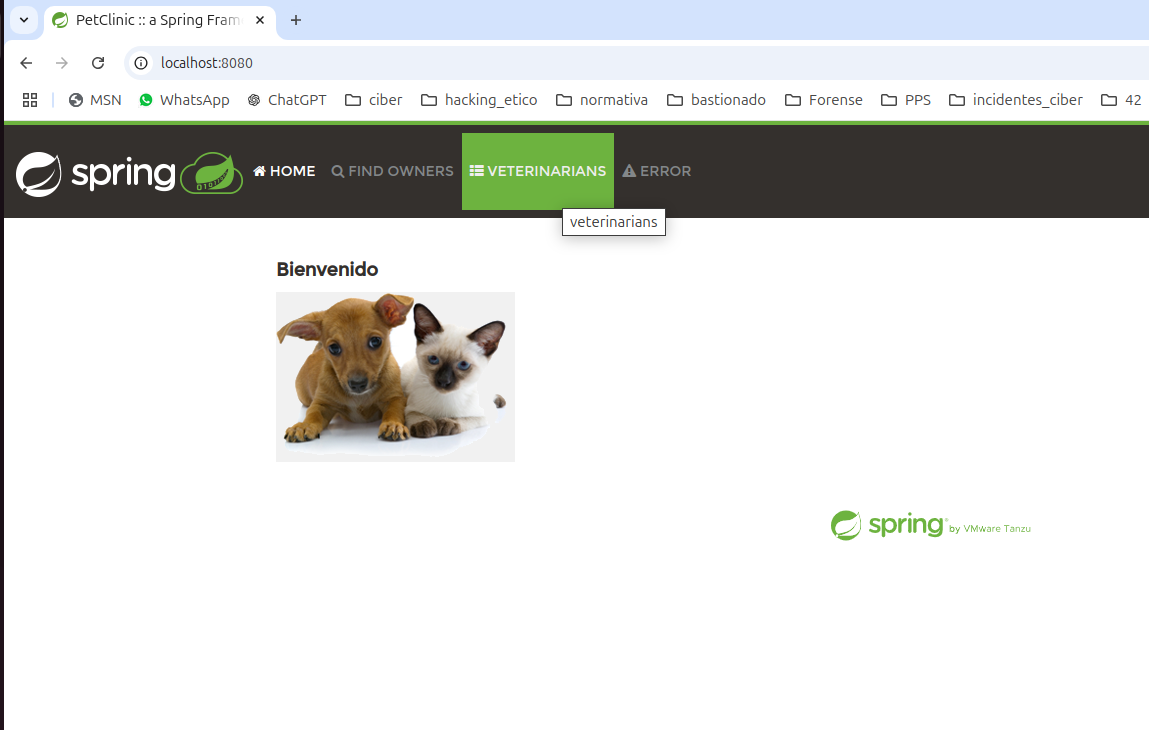 PetClinic :: a Spring Fram
localhost:8080
MSN WhatsApp ChatGPT ciber hacking_etico normativa bastionado Forense PPS incidentes_ciber 42
spring HOME FIND OWNERS VETERINARIANS ERROR
veterinarians
Bienvenido
spring by VMware Tanzu